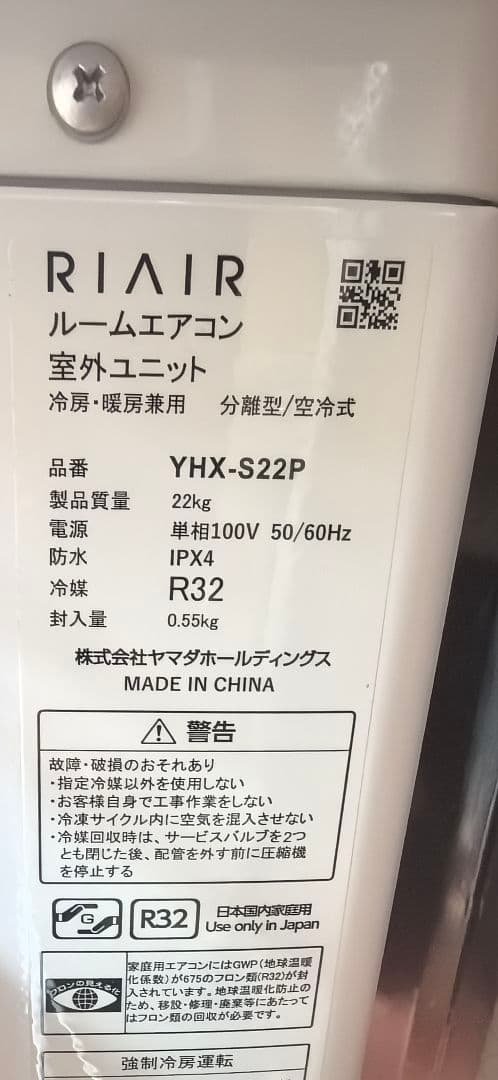 RIAIR
ルームエアコン
室外ユニット
冷房・暖房兼用 分離型/空冷式
品番 YHX-S22P
製品質量 22kg
電源 単相100V 50/60Hz
防水 IPX4
冷媒 R32
封入量 0.55kg
株式会社ヤマダホールディングス
MADE IN CHINA
警告
故障・破損のおそれあり
・指定冷媒以外を使用しない
・お客様自身で工事作業をしない
・冷凍サイクル内に空気を混入させない
・冷媒回収時は、サービスバルブを2つ
とも閉じた後、配管を外す前に圧縮機
を停止する
G R32 日本国内家庭用
Use only in Japan
フロンの見える化
家庭用エアコンにはGWP(地球温暖
化係数)が675のフロン類(R32)が封
入されています。地球温暖化防止の
ため、移設・修理・廃棄等にあたって
はフロン類の回収が必要です。
強制冷房運転